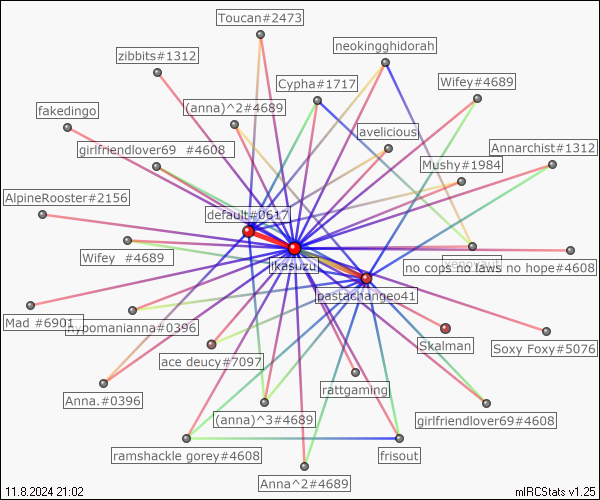 Toucan#2473
neokingghidorah
zibbits#1312
Cypha#1717
Wifey#4689
fakedingo
(anna)^2#4689
avelicious
girlfriendlover69 #4608
Annarchist#1312
Mushy#1984
AlpineRooster#2156
default#0617
Wifey #4689
ikasuzu
no cops no laws no hope#4608
pastachange041
Mad #6901
hypomanianna#0396
Skalman
Soxy Foxy#5076
ace deucy#7097
rattgaming
Anna.#0396
(anna)^3#4689
girlfriendlover69#4608
ramshackle gorey#4608
frisout
Anna^2#4689
11.8.2024 21:02
mIRCStats v1.25